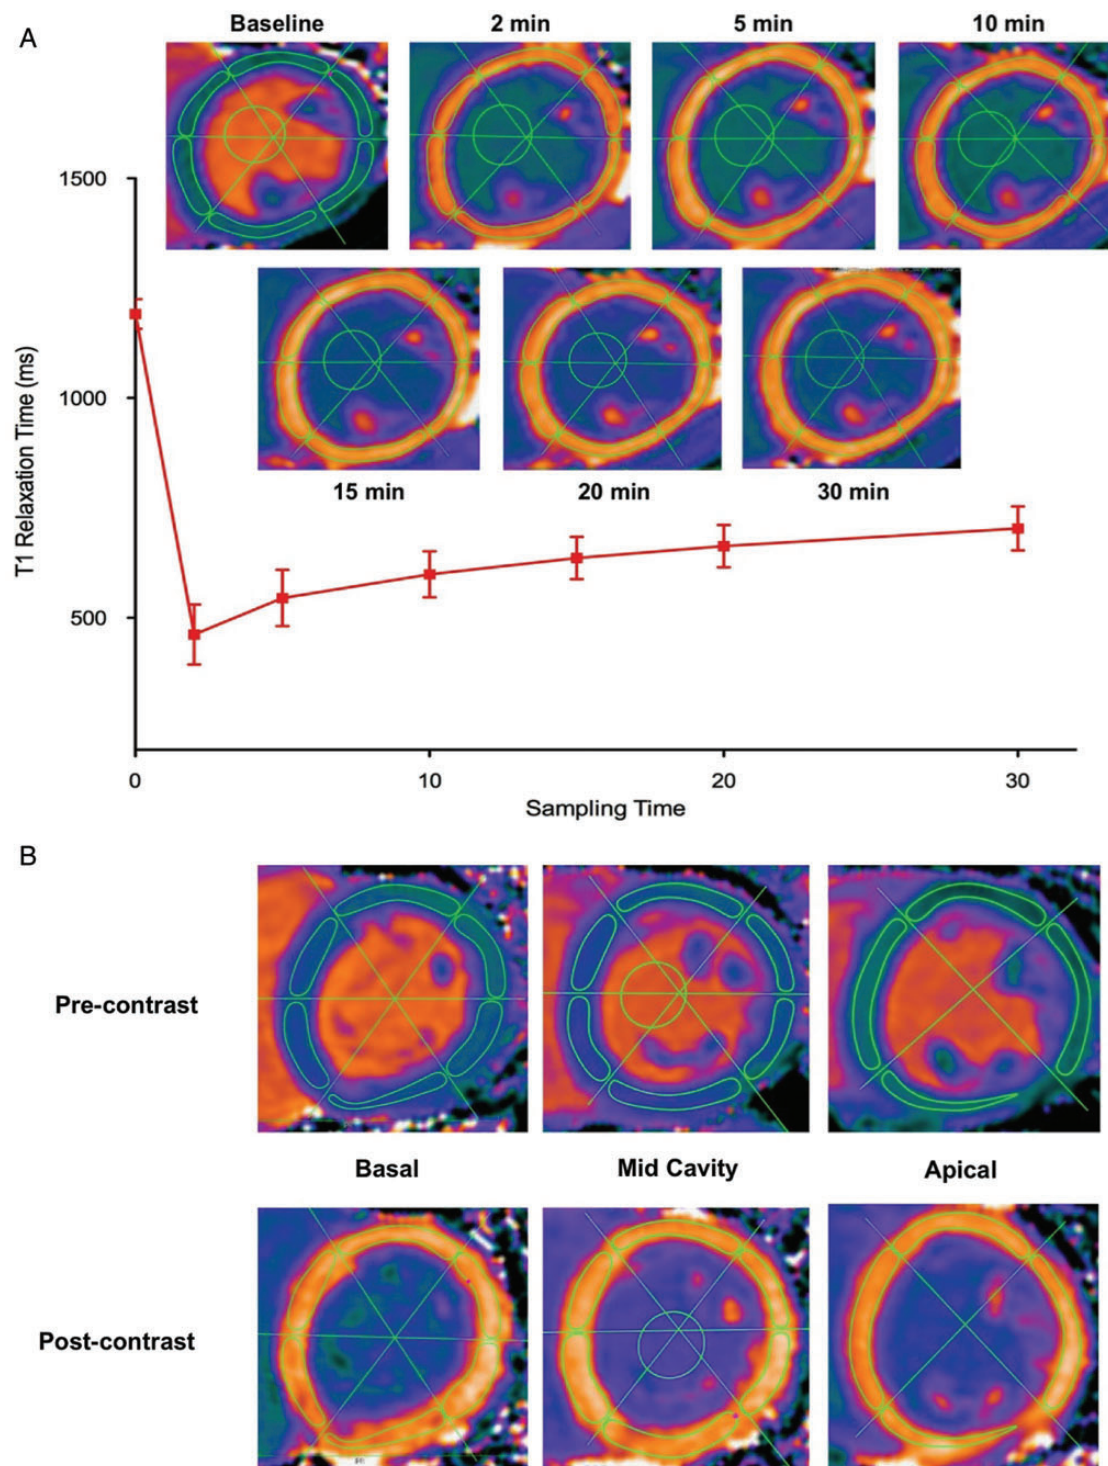 A
Baseline
2 min
5 min
10 min
1500
1000
500
T1 Relaxation Time (ms)
15 min
20 min
30 min
0
10
20
30
Sampling Time
B
Pre-contrast
Basal
Mid Cavity
Apical
Post-contrast